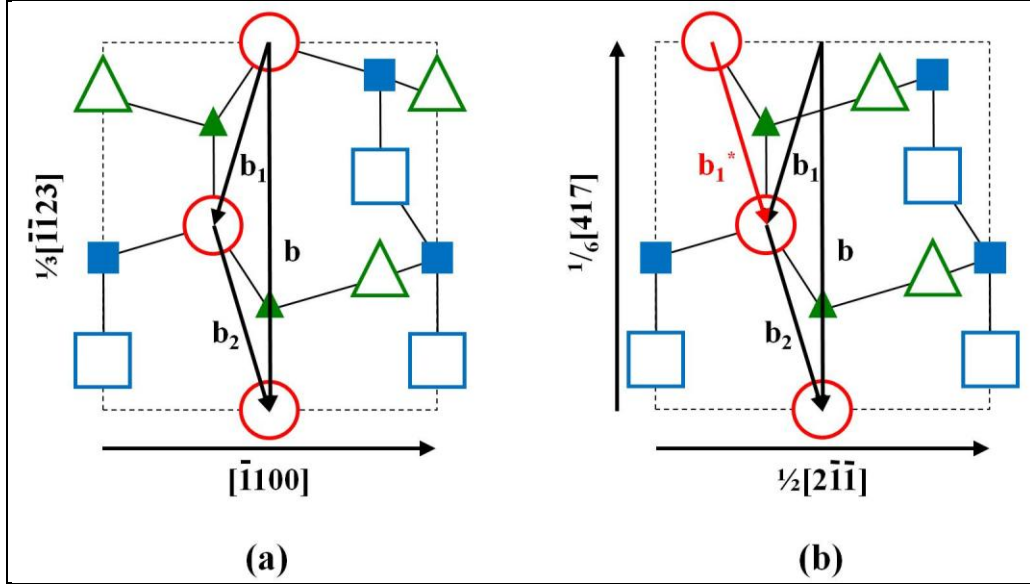 ⅓[1̄1̄23]
b₁
b
b₂
[1̄100]
(a)
¹/₆[417]
b₁*
b₁
b
b₂
½[21̄1̄]
(b)